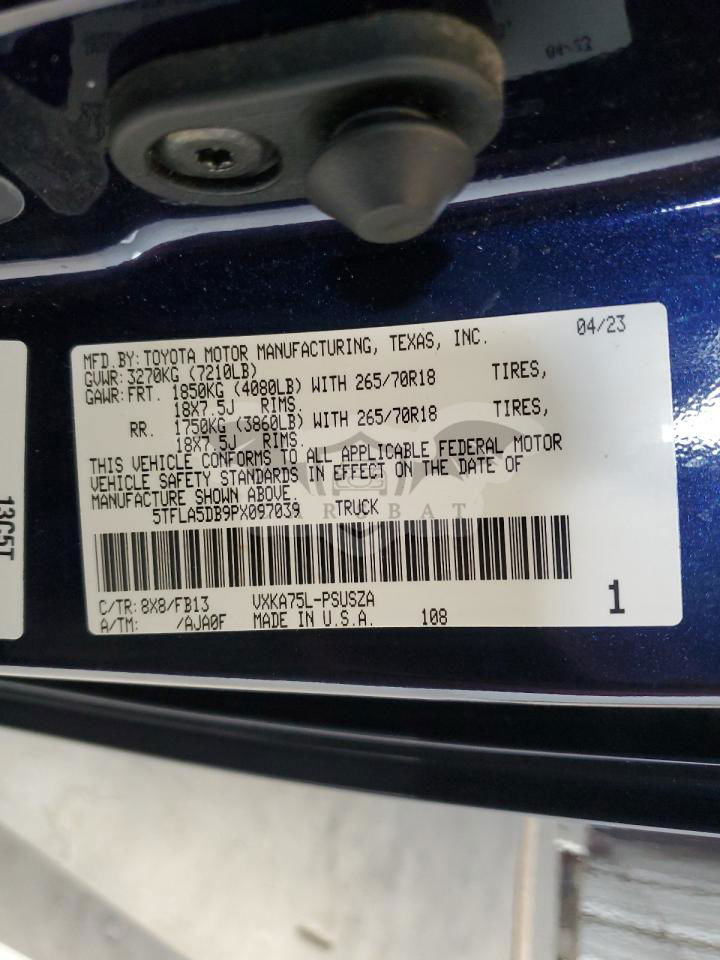 04-22
MFD. BY: TOYOTA MOTOR MANUFACTURING, TEXAS, INC. 04/23
GVWR: 3270KG (7210LB)
GAWR: FRT. 1850KG (4080LB) WITH 265/70R18 TIRES,
18X7.5J RIMS.
RR. 1750KG (3860LB) WITH 265/70R18 TIRES,
18X7.5J RIMS.
THIS VEHICLE CONFORMS TO ALL APPLICABLE FEDERAL MOTOR
VEHICLE SAFETY STANDARDS IN EFFECT ON THE DATE OF
MANUFACTURE SHOWN ABOVE.
5TFLA5DB9PX097039 TRUCK
C/TR: 8X8/FB13 VXKA75L-PSUSZA
A/TM: /AJA0F MADE IN U.S.A. 108 1
13C5T